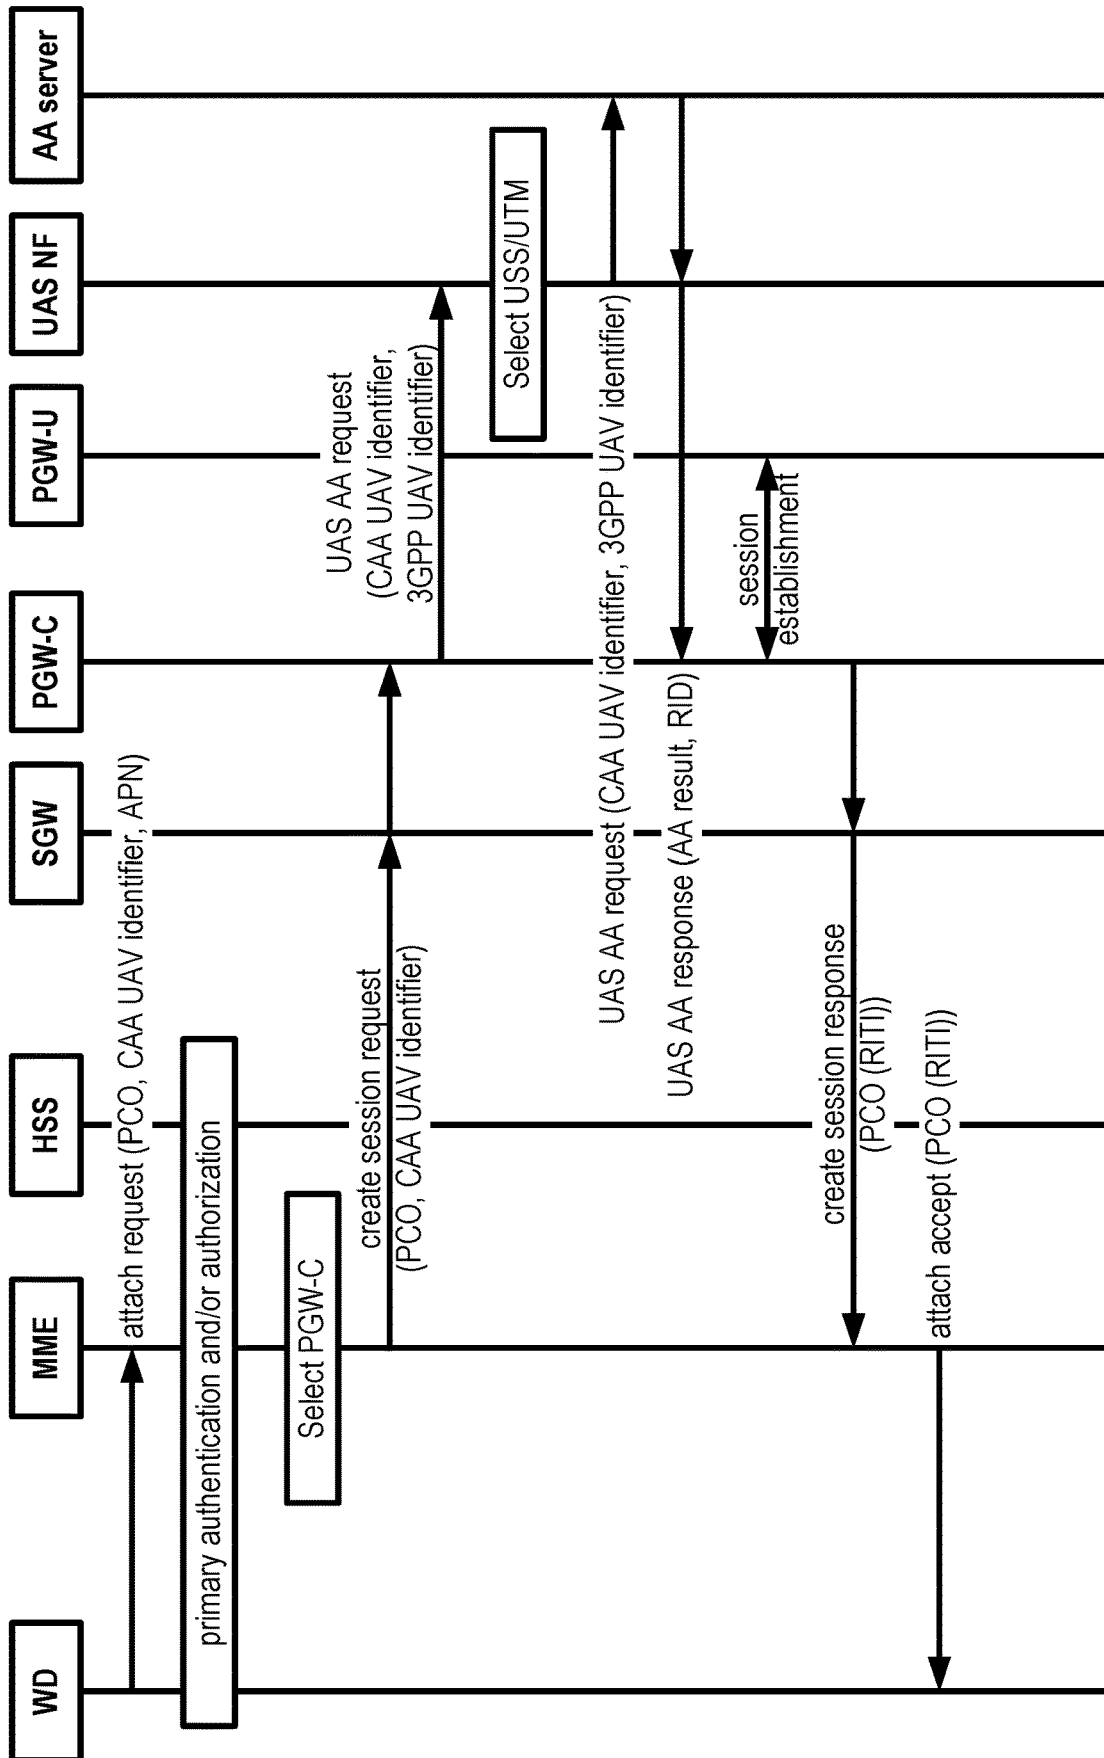 WD
MME
HSS
SGW
PGW-C
PGW-U
UAS NF
AA server
attach request (PCO, CAA UAV identifier, APN)
primary authentication and/or authorization
Select PGW-C
create session request
(PCO, CAA UAV identifier)
UAS AA request
(CAA UAV identifier,
3GPP UAV identifier)
Select USS/UTM
UAS AA request (CAA UAV identifier, 3GPP UAV identifier)
UAS AA response (AA result, RID)
session
establishment
create session response
(PCO (RITI))
attach accept (PCO (RITI))